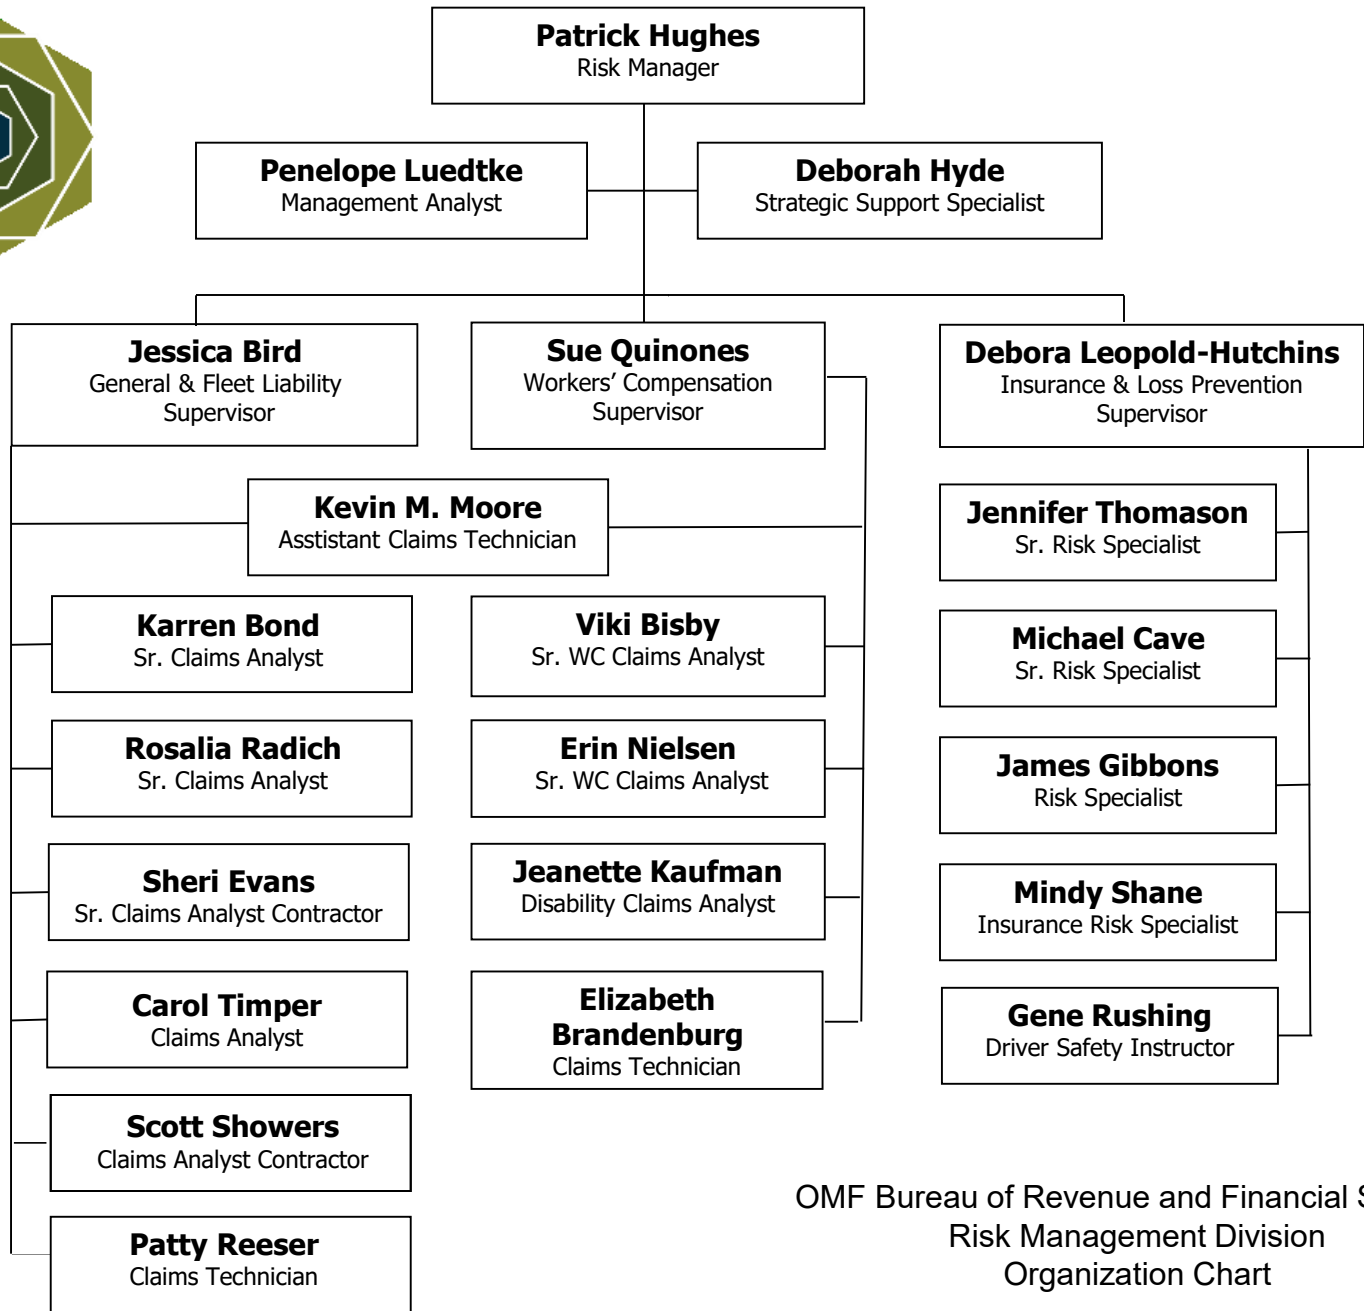 Patrick Hughes
Risk Manager
Penelope Luedtke
Management Analyst
Deborah Hyde
Strategic Support Specialist
Jessica Bird
General & Fleet Liability
Supervisor
Sue Quinones
Workers’ Compensation
Supervisor
Debora Leopold-Hutchins
Insurance & Loss Prevention
Supervisor
Kevin M. Moore
Asstistant Claims Technician
Jennifer Thomason
Sr. Risk Specialist
Karren Bond
Sr. Claims Analyst
Viki Bisby
Sr. WC Claims Analyst
Michael Cave
Sr. Risk Specialist
Rosalia Radich
Sr. Claims Analyst
Erin Nielsen
Sr. WC Claims Analyst
James Gibbons
Risk Specialist
Sheri Evans
Sr. Claims Analyst Contractor
Jeanette Kaufman
Disability Claims Analyst
Mindy Shane
Insurance Risk Specialist
Carol Timper
Claims Analyst
Elizabeth
Brandenburg
Claims Technician
Gene Rushing
Driver Safety Instructor
Scott Showers
Claims Analyst Contractor
Patty Reeser
Claims Technician
OMF Bureau of Revenue and Financial
Risk Management Division
Organization Chart